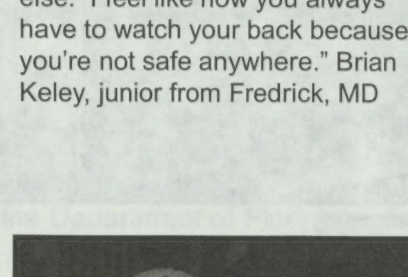 else. "I feel like now you always
have to watch your back because
you're not safe anywhere." Brian
Keley, junior from Fredrick, MD